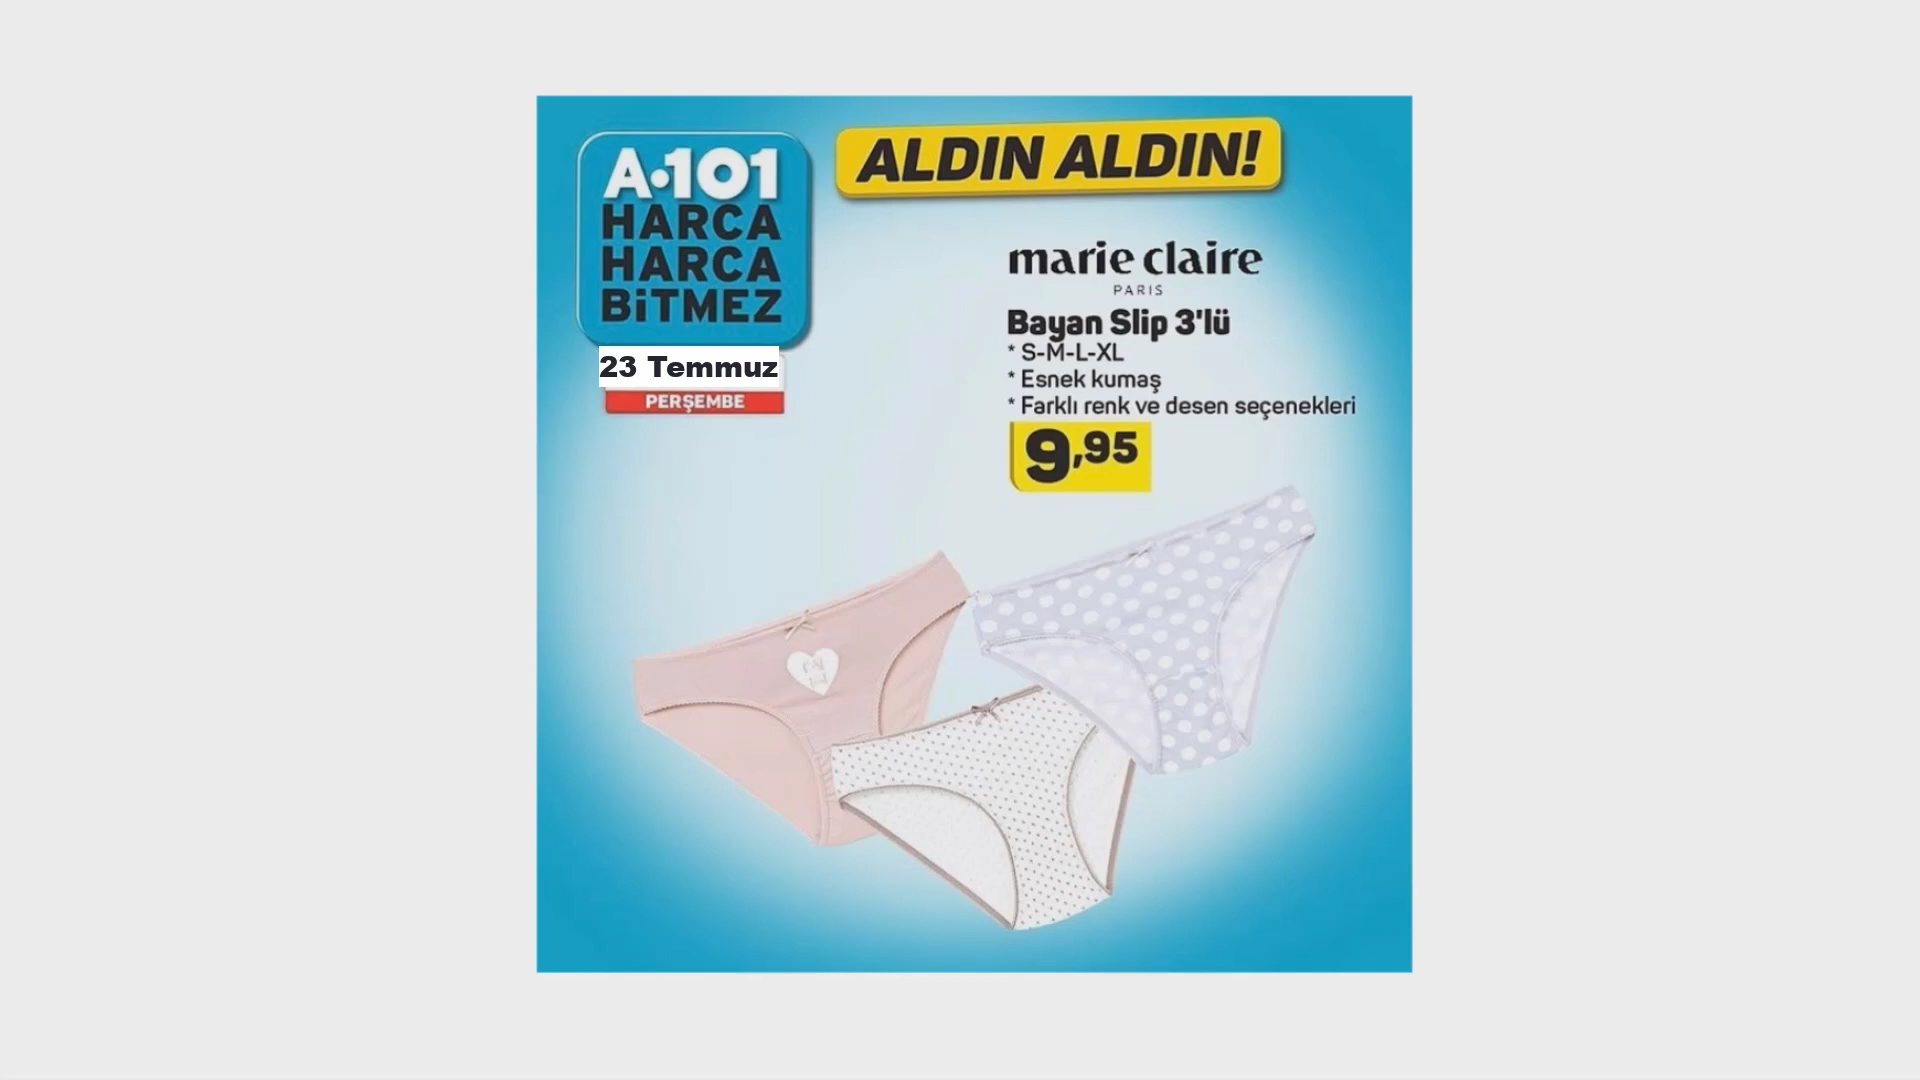 A101
HARCA
HARCA
BiTMEZ
23 Temmuz
PERŞEMBE
ALDIN ALDIN!
marie claire
PARIS
Bayan Slip 3'lü
* S-M-L-XL
* Esnek kumaş
* Farklı renk ve desen seçenekleri
9,95